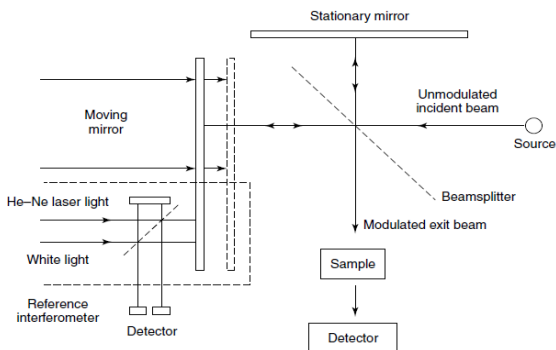 Stationary mirror
Unmodulated
incident beam
Moving
mirror
Source
Beamsplitter
He–Ne laser light
Modulated exit beam
White light
Sample
Reference
interferometer
Detector
Detector